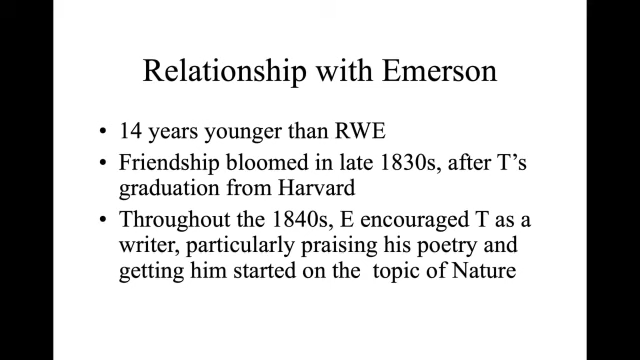 Relationship with Emerson
• 14 years younger than RWE
• Friendship bloomed in late 1830s, after T's
graduation from Harvard
• Throughout the 1840s, E encouraged T as a
writer, particularly praising his poetry and
getting him started on the  topic of Nature